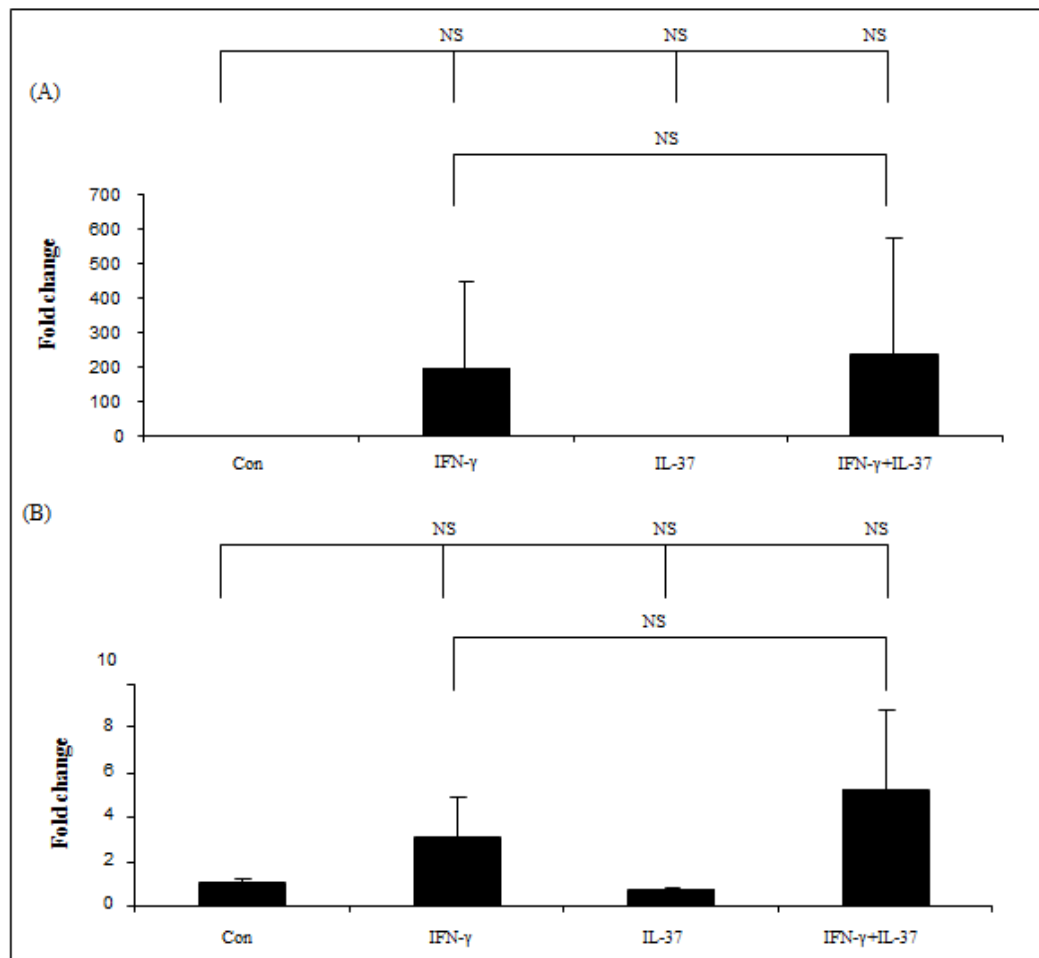 NS NS NS
(A)
NS
700
600
500
400
300
200
100
0
Fold change
Con IFN-γ IL-37 IFN-γ+IL-37
(B)
NS NS NS
NS
10
8
6
4
2
0
Fold change
Con IFN-γ IL-37 IFN-γ+IL-37